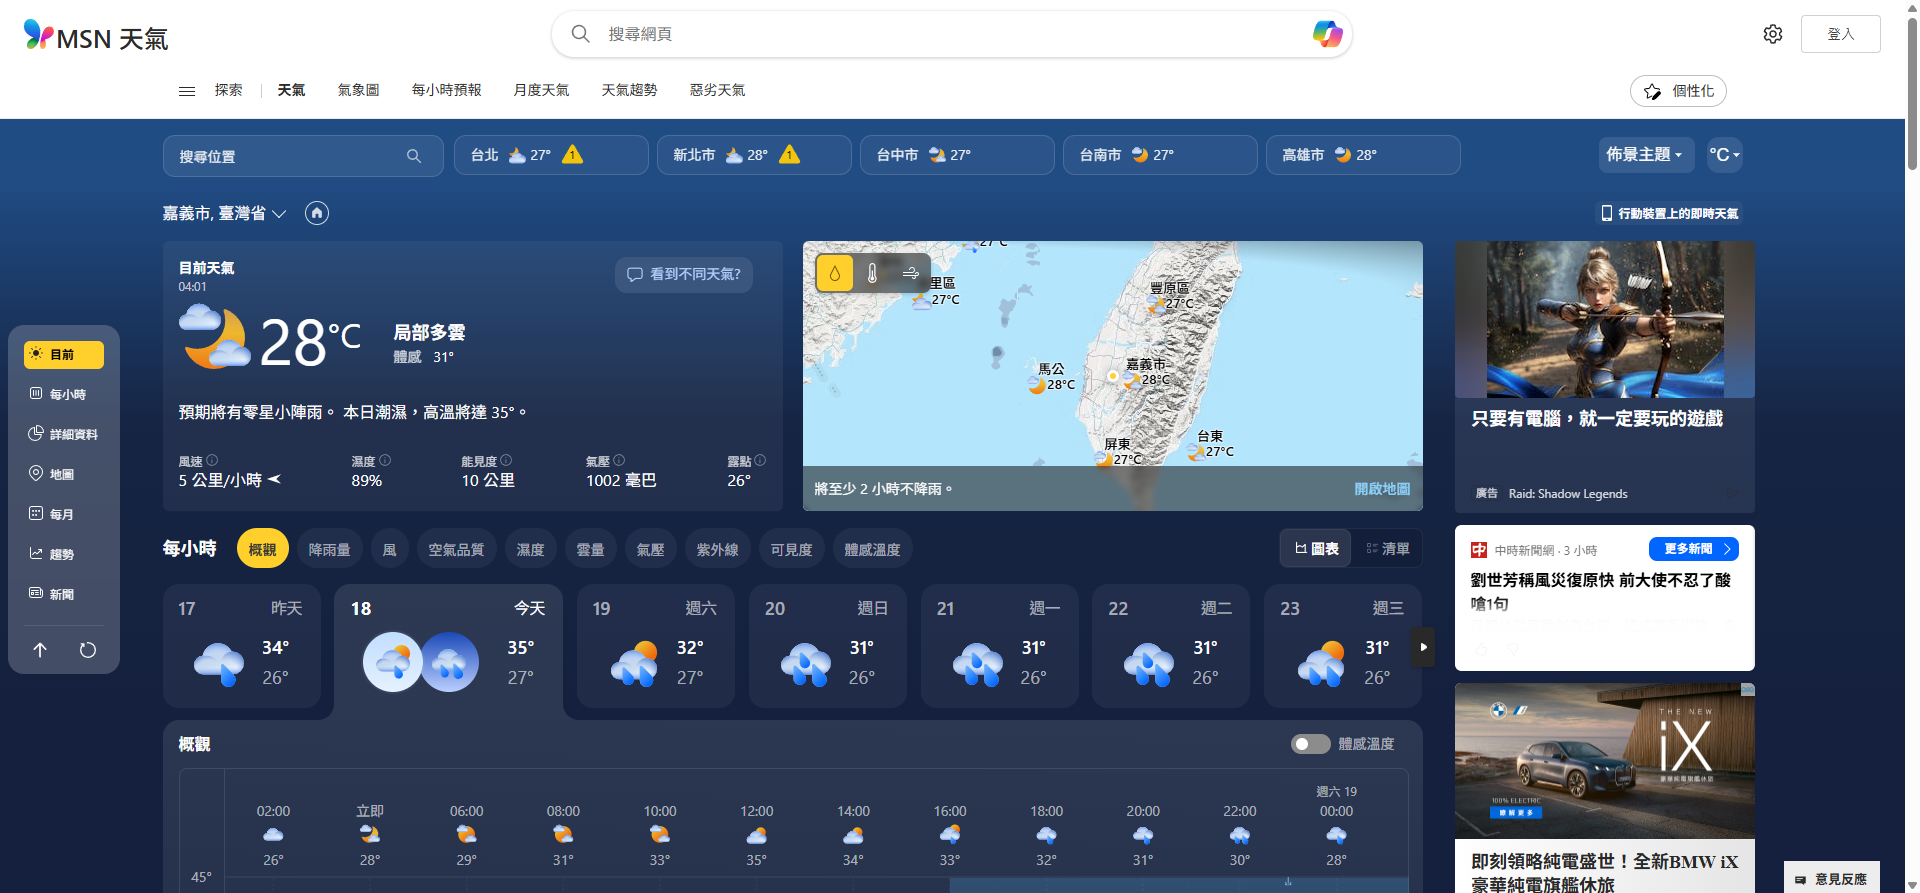 MSN 天氣
搜尋網頁
登入
探索
天氣
氣象圖
每小時預報
月度天氣
天氣趨勢
惡劣天氣
個性化
搜尋位置
台北 27° 1
新北市 28° 1
台中市 27°
台南市 27°
高雄市 28°
佈景主題
°C
嘉義市, 臺灣省
行動裝置上的即時天氣
目前
每小時
詳細資料
地圖
每月
趨勢
新聞
目前天氣
04:01
看到不同天氣?
28°C
局部多雲
體感 31°
預期將有零星小陣雨。 本日潮濕，高溫將達 35°。
風速 濕度 能見度 氣壓 露點
5 公里/小時 89% 10 公里 1002 毫巴 26°
27°C
里區
27°C
豐原區
27°C
馬公
28°C
嘉義市
28°C
屏東
27°C
台東
27°C
將至少 2 小時不降雨。
開啟地圖
只要有電腦，就一定要玩的遊戲
廣告 Raid: Shadow Legends
每小時
概觀
降雨量
風
空氣品質
濕度
雲量
氣壓
紫外線
可見度
體感溫度
圖表
清單
17 昨天
34°
26°
18 今天
35°
27°
19 週六
32°
27°
20 週日
31°
26°
21 週一
31°
26°
22 週二
31°
26°
23 週三
31°
26°
中時新聞網 · 3 小時
更多新聞
劉世芳稱風災復原快 前大使不忍了酸
嗆1句
概觀
體感溫度
週六 19
02:00 立即 06:00 08:00 10:00 12:00 14:00 16:00 18:00 20:00 22:00 00:00
26° 28° 29° 31° 33° 35° 34° 33° 32° 31° 30° 28°
45°
THE NEW
iX
豪華純電旗艦休旅
100% ELECTRIC
瞭解更多
即刻領略純電盛世！全新BMW iX
豪華純電旗艦休旅
意見反應